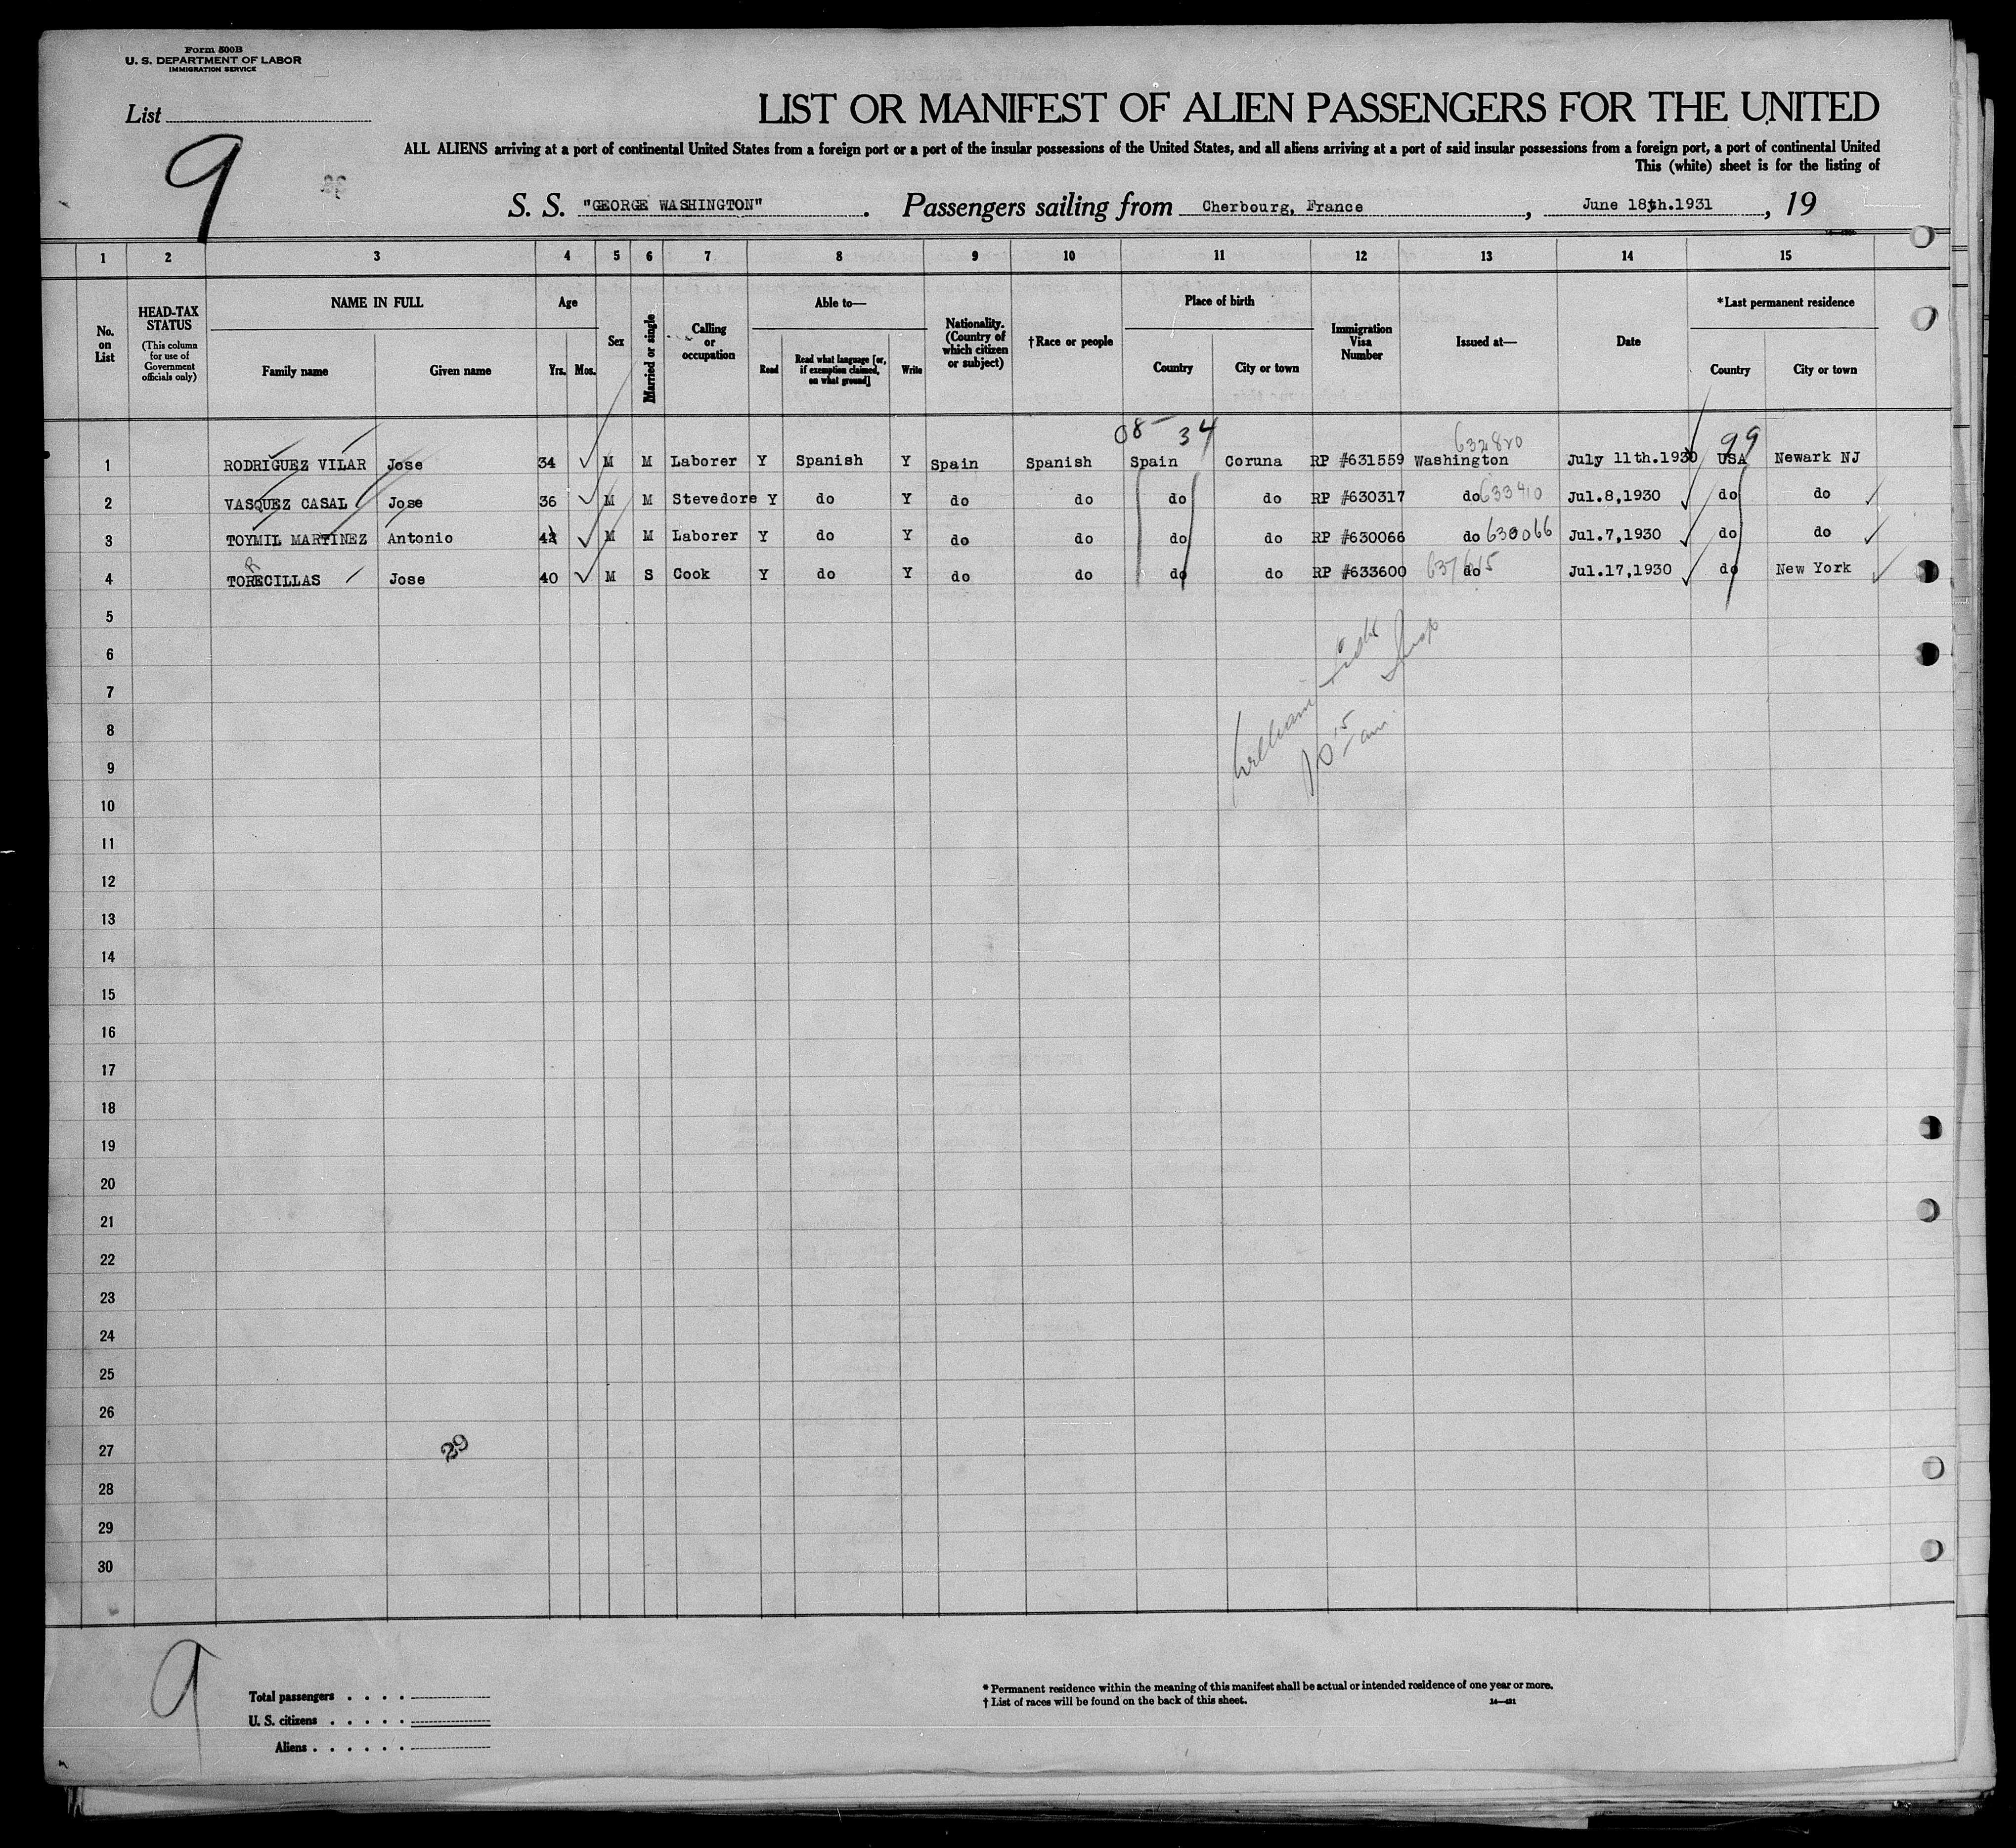 Form 500B
U. S. DEPARTMENT OF LABOR
IMMIGRATION SERVICE
List
9
LIST OR MANIFEST OF ALIEN PASSENGERS FOR THE UNITED
ALL ALIENS arriving at a port of continental United States from a foreign port or a port of the insular possessions of the United States, and all aliens arriving at a port of said insular possessions from a foreign port, a port of continental United
This (white) sheet is for the listing of
S. S. "GEORGE WASHINGTON". Passengers sailing from Cherbourg, France, June 18th.1931, 19
1 2 3 4 5 6 7 8 9 10 11 12 13 14 15
No. on List
HEAD-TAX STATUS
(This column for use of Government officials only)
NAME IN FULL
Family name Given name
Age
Yrs. Mos.
Sex
Married or single
Calling or occupation
Able to—
Read
Read what language [or, if exemption claimed, on what ground]
Write
Nationality. (Country of which citizen or subject)
†Race or people
Place of birth
Country City or town
Immigration Visa Number
Issued at—
Date
*Last permanent residence
Country City or town
08 34 632820 99
1 RODRIGUEZ VILAR Jose 34 M M Laborer Y Spanish Y Spain Spanish Spain Coruna RP #631559 Washington July 11th.1930 USA Newark NJ
2 VASQUEZ CASAL Jose 36 M M Stevedore Y do Y do do do do RP #630317 do 633410 Jul.8,1930 do do
3 TOYMIL MARTINEZ Antonio M M Laborer Y do Y do do do do RP #630066 do 630066 Jul.7,1930 do do
R
4 TORECILLAS Jose 40 M S Cook Y do Y do do do do RP #633600 do Jul.17,1930 do New York
5
6
7
8
9
10
11
12
13
14
15
16
17
18
19
20
21
22
23
24
25
26
27
28
29
30
William
Insp
10 15 am.
29
9
Total passengers
U. S. citizens
Aliens
* Permanent residence within the meaning of this manifest shall be actual or intended residence of one year or more.
† List of races will be found on the back of this sheet.